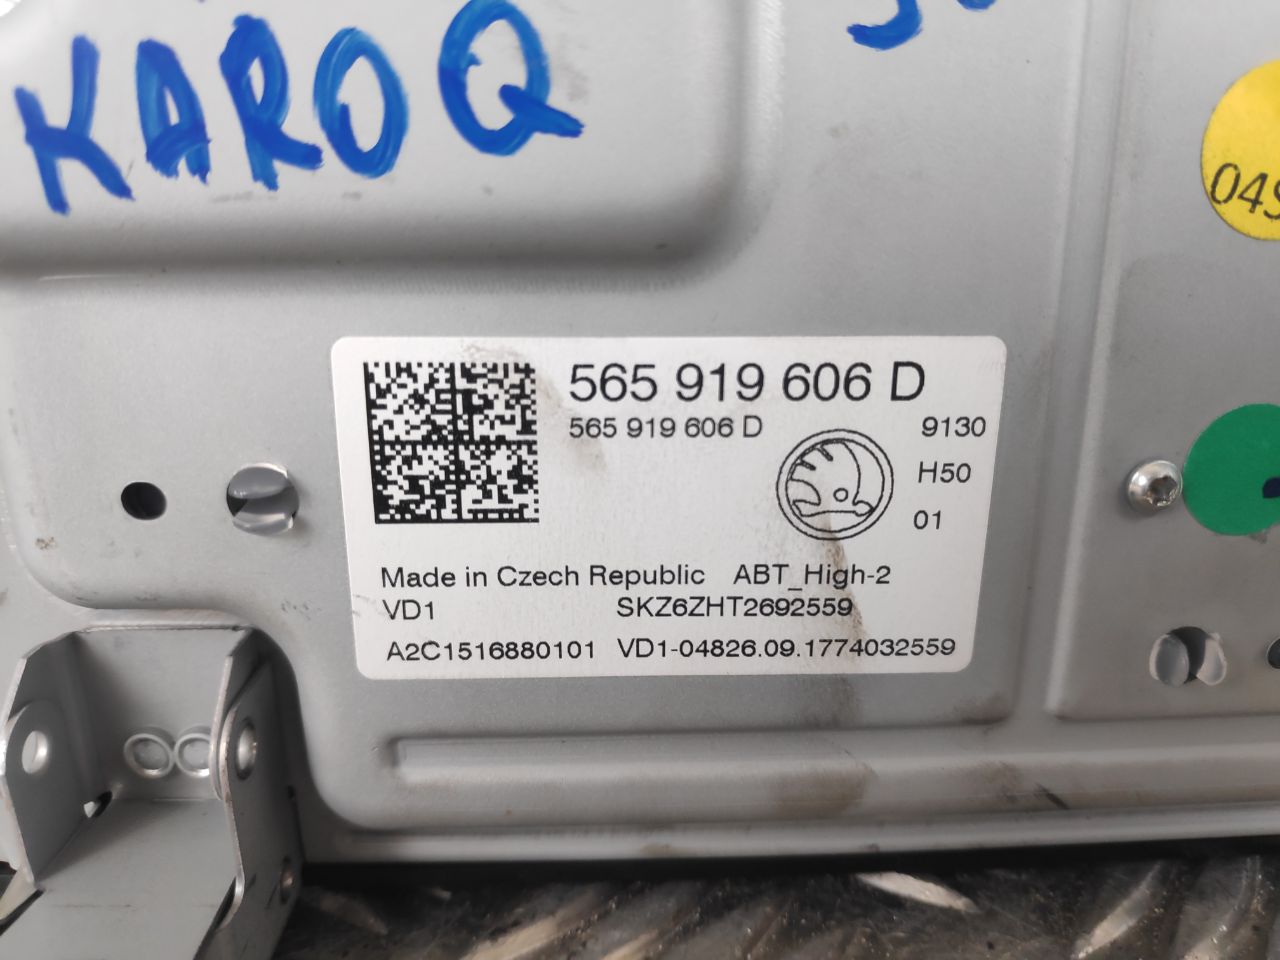 KAROQ
565 919 606 D
565 919 606 D
9130
H50
01
Made in Czech Republic ABT_High-2
VD1 SKZ6ZHT2692559
A2C1516880101 VD1-04826.09.1774032559